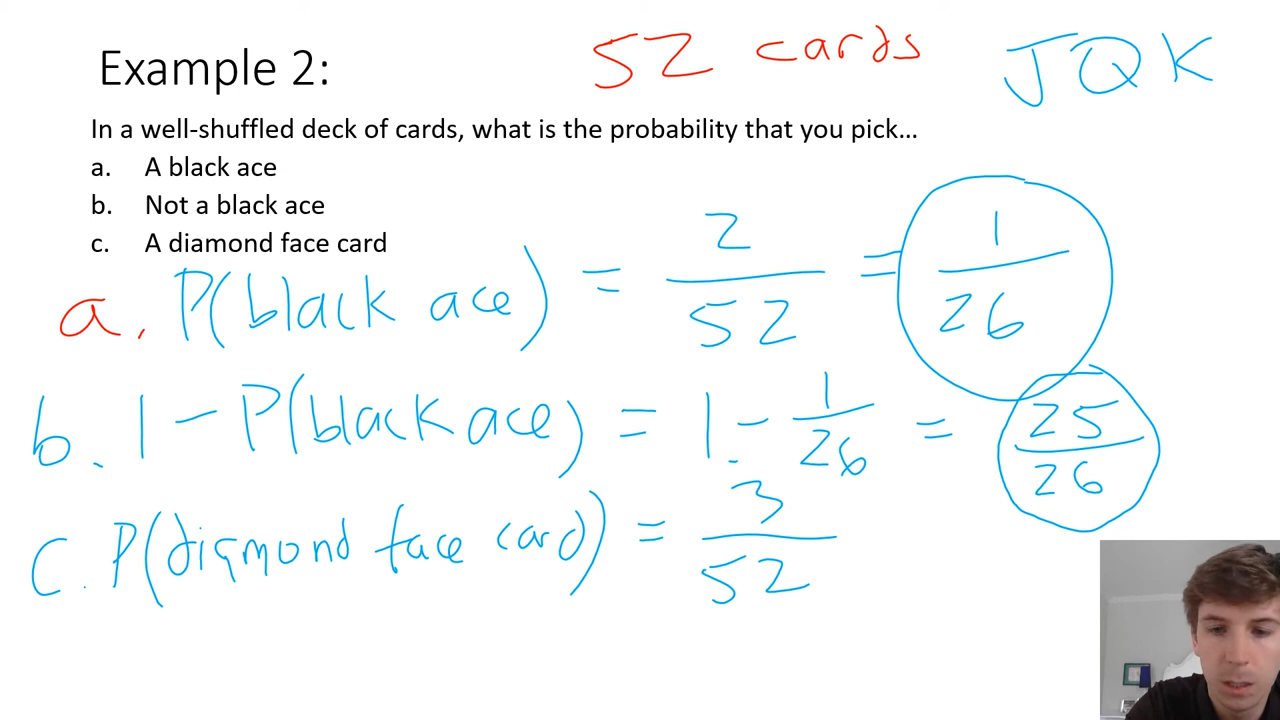 Example 2:
52 cards
J Q K
In a well-shuffled deck of cards, what is the probability that you pick…
a. A black ace
b. Not a black ace
c. A diamond face card
a. P(black ace) = 2/52 = 1/26
b. 1 - P(black ace) = 1 - 1/26 = 25/26
C. P(diamond face card) = 3/52